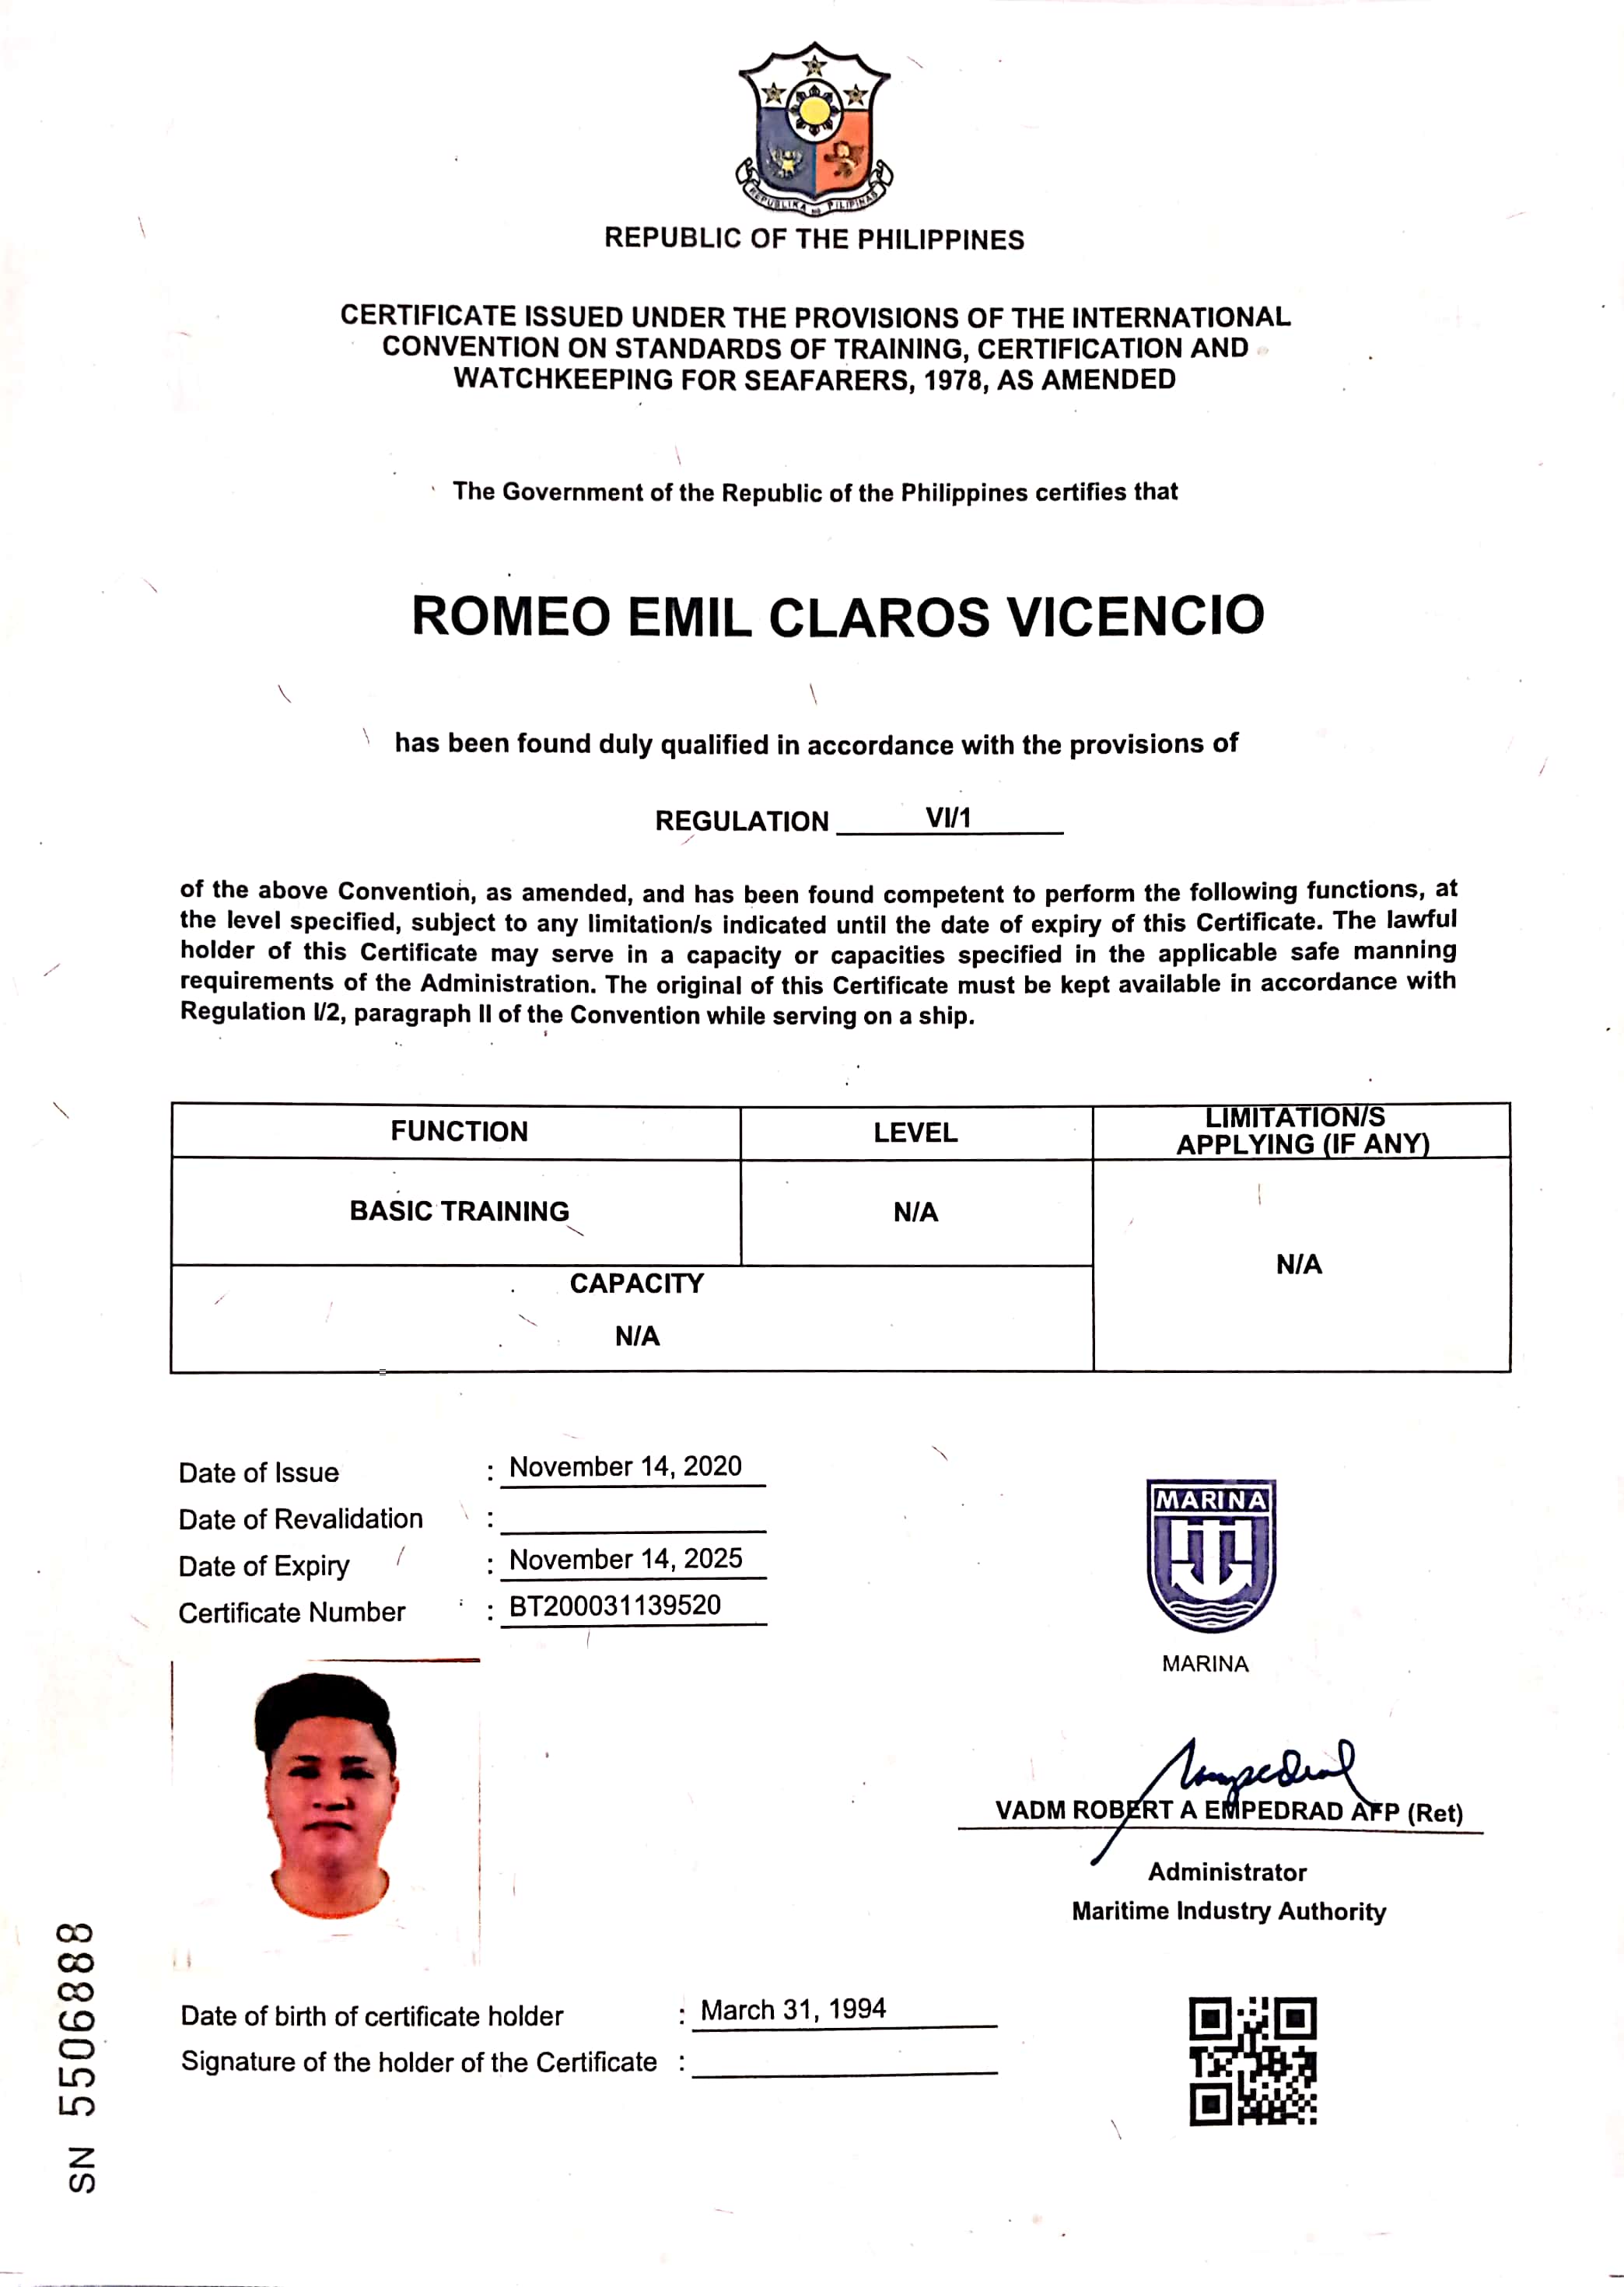 REPUBLIKA NG PILIPINAS
REPUBLIC OF THE PHILIPPINES
CERTIFICATE ISSUED UNDER THE PROVISIONS OF THE INTERNATIONAL
CONVENTION ON STANDARDS OF TRAINING, CERTIFICATION AND
WATCHKEEPING FOR SEAFARERS, 1978, AS AMENDED
The Government of the Republic of the Philippines certifies that
ROMEO EMIL CLAROS VICENCIO
has been found duly qualified in accordance with the provisions of
REGULATION VI/1
of the above Convention, as amended, and has been found competent to perform the following functions, at
the level specified, subject to any limitation/s indicated until the date of expiry of this Certificate. The lawful
holder of this Certificate may serve in a capacity or capacities specified in the applicable safe manning
requirements of the Administration. The original of this Certificate must be kept available in accordance with
Regulation I/2, paragraph II of the Convention while serving on a ship.
FUNCTION LEVEL LIMITATION/S
APPLYING (IF ANY)
BASIC TRAINING N/A
N/A
CAPACITY
N/A
Date of Issue : November 14, 2020
Date of Revalidation :
Date of Expiry : November 14, 2025
Certificate Number : BT200031139520
MARINA
MARINA
VADM ROBERT A EMPEDRAD AFP (Ret)
Administrator
Maritime Industry Authority
Date of birth of certificate holder : March 31, 1994
Signature of the holder of the Certificate :
SN 5506888